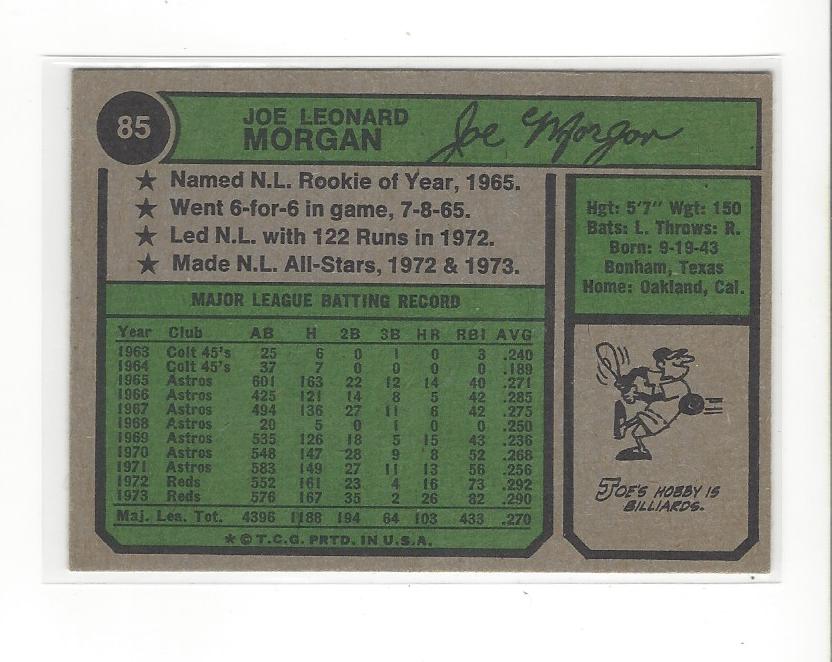 85
JOE LEONARD
MORGAN
Joe Morgan
★ Named N.L. Rookie of Year, 1965.
★ Went 6-for-6 in game, 7-8-65.
★ Led N.L. with 122 Runs in 1972.
★ Made N.L. All-Stars, 1972 & 1973.
Hgt: 5'7" Wgt: 150
Bats: L. Throws: R.
Born: 9-19-43
Bonham, Texas
Home: Oakland, Cal.
MAJOR LEAGUE BATTING RECORD
Year Club AB H 2B 3B HR RBI AVG
1963 Colt 45's 25 6 0 1 0 3 .240
1964 Colt 45's 37 7 0 0 0 0 .189
1965 Astros 601 163 22 12 14 40 .271
1966 Astros 425 121 14 8 5 42 .285
1967 Astros 494 136 27 11 6 42 .275
1968 Astros 20 5 0 1 0 0 .250
1969 Astros 535 126 18 5 15 43 .236
1970 Astros 548 147 28 9 8 52 .268
1971 Astros 583 149 27 11 13 56 .256
1972 Reds 552 161 23 4 16 73 .292
1973 Reds 576 167 35 2 26 82 .290
Maj. Lea. Tot. 4396 1188 194 64 103 433 .270
★ © T.C.G. PRTD. IN U.S.A.
JOE'S HOBBY IS
BILLIARDS.